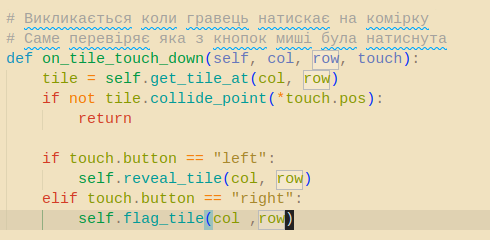 # Викликається коли гравець натискає на комірку
# Саме перевіряє яка з кнопок миші була натиснута
def on_tile_touch_down(self, col, row, touch):
    tile = self.get_tile_at(col, row)
    if not tile.collide_point(*touch.pos):
        return

    if touch.button == "left":
        self.reveal_tile(col, row)
    elif touch.button == "right":
        self.flag_tile(col ,row)